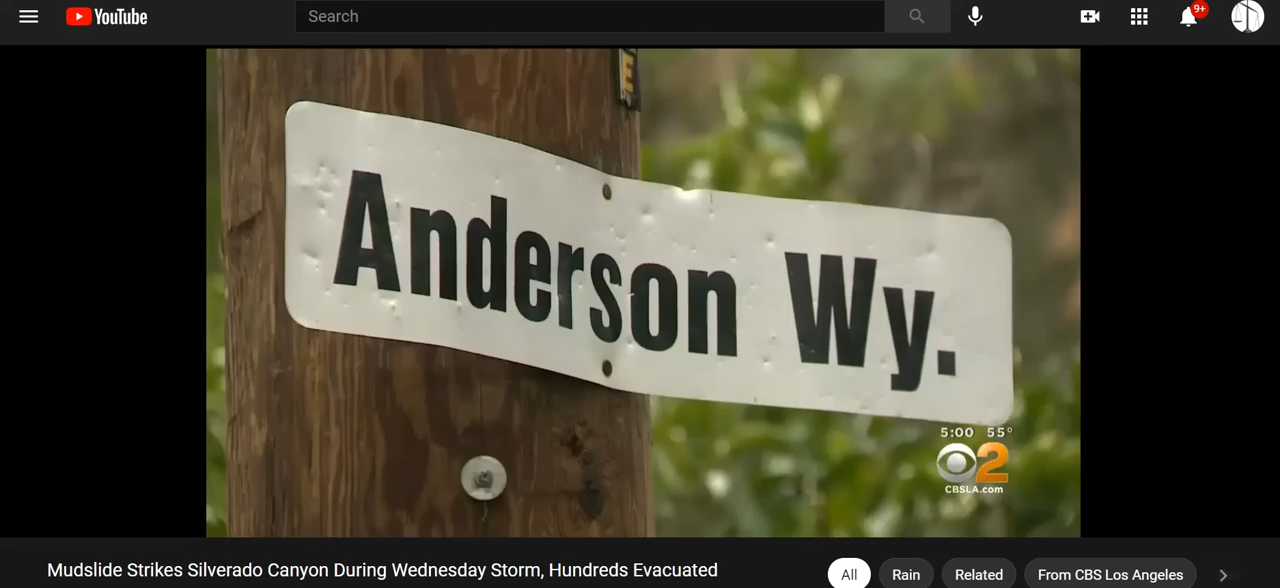 YouTube
Search
9+
E
Anderson Wy.
5:00 55°
2
CBSLA.com
Mudslide Strikes Silverado Canyon During Wednesday Storm, Hundreds Evacuated
All
Rain
Related
From CBS Los Angeles